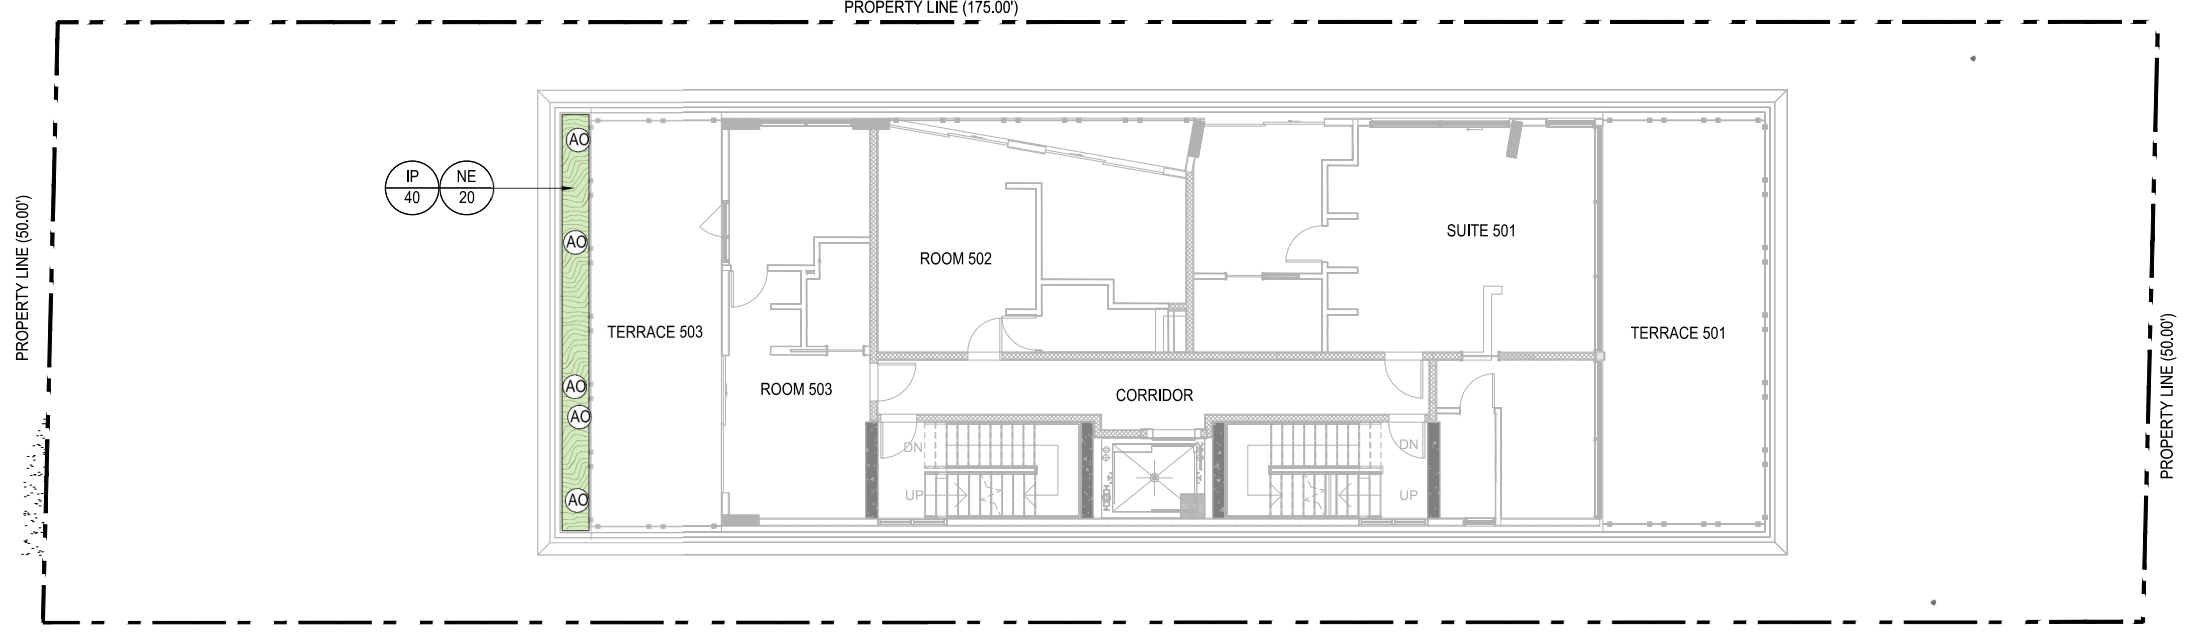 PROPERTY LINE (175.00')
AO
IP
40
NE
20
PROPERTY LINE (50.00')
AO
SUITE 501
ROOM 502
TERRACE 503
TERRACE 501
PROPERTY LINE (50.00')
AO
ROOM 503
CORRIDOR
AO
DN
DN
AO
UP
UP